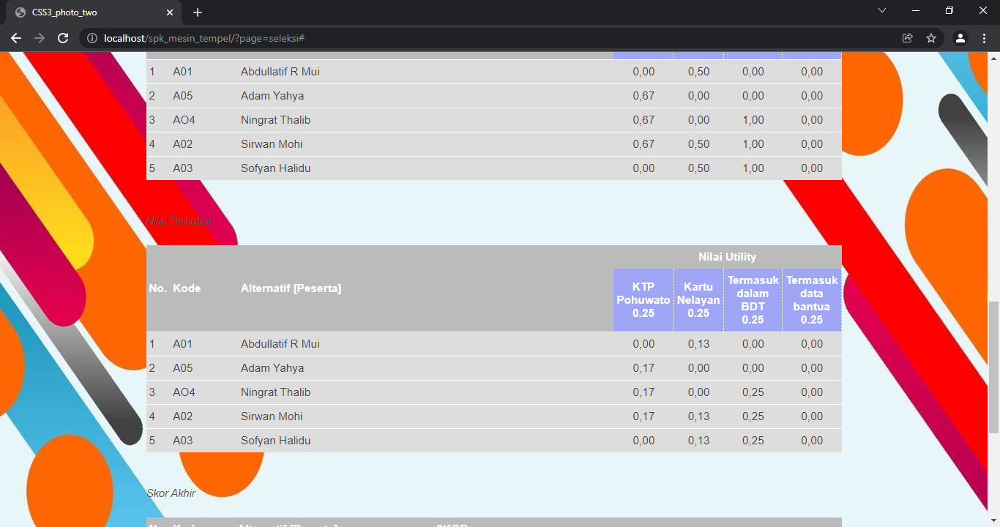 CSS3_photo_two
localhost/spk_mesin_tempel/?page=seleksi#
1 A01 Abdullatif R Mui 0,00 0,50 0,00 0,00
2 A05 Adam Yahya 0,67 0,00 0,00 0,00
3 AO4 Ningrat Thalib 0,67 0,00 1,00 0,00
4 A02 Sirwan Mohi 0,67 0,50 1,00 0,00
5 A03 Sofyan Halidu 0,00 0,50 1,00 0,00
Nilai Terbobot
Nilai Utility
No. Kode Alternatif [Peserta]
KTP Pohuwato 0.25
Kartu Nelayan 0.25
Termasuk dalam BDT 0.25
Termasuk data bantua 0.25
1 A01 Abdullatif R Mui 0,00 0,13 0,00 0,00
2 A05 Adam Yahya 0,17 0,00 0,00 0,00
3 AO4 Ningrat Thalib 0,17 0,00 0,25 0,00
4 A02 Sirwan Mohi 0,17 0,13 0,25 0,00
5 A03 Sofyan Halidu 0,00 0,13 0,25 0,00
Skor Akhir
No. Kode Alternatif [Peserta] SKOR